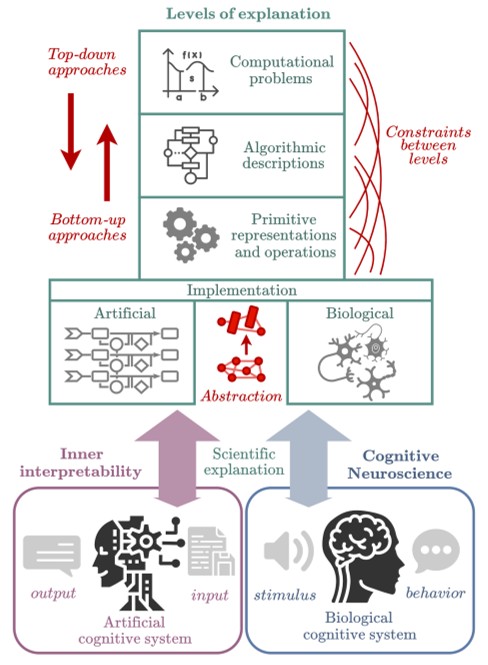 Levels of explanation
Top-down
approaches
f(x)
s
a b
Computational
problems
Algorithmic
descriptions
Constraints
between
levels
Bottom-up
approaches
Primitive
representations
and operations
Implementation
Artificial
Biological
Abstraction
Inner
interpretability
Scientific
explanation
Cognitive
Neuroscience
output
input
stimulus
behavior
Artificial
cognitive system
Biological
cognitive system